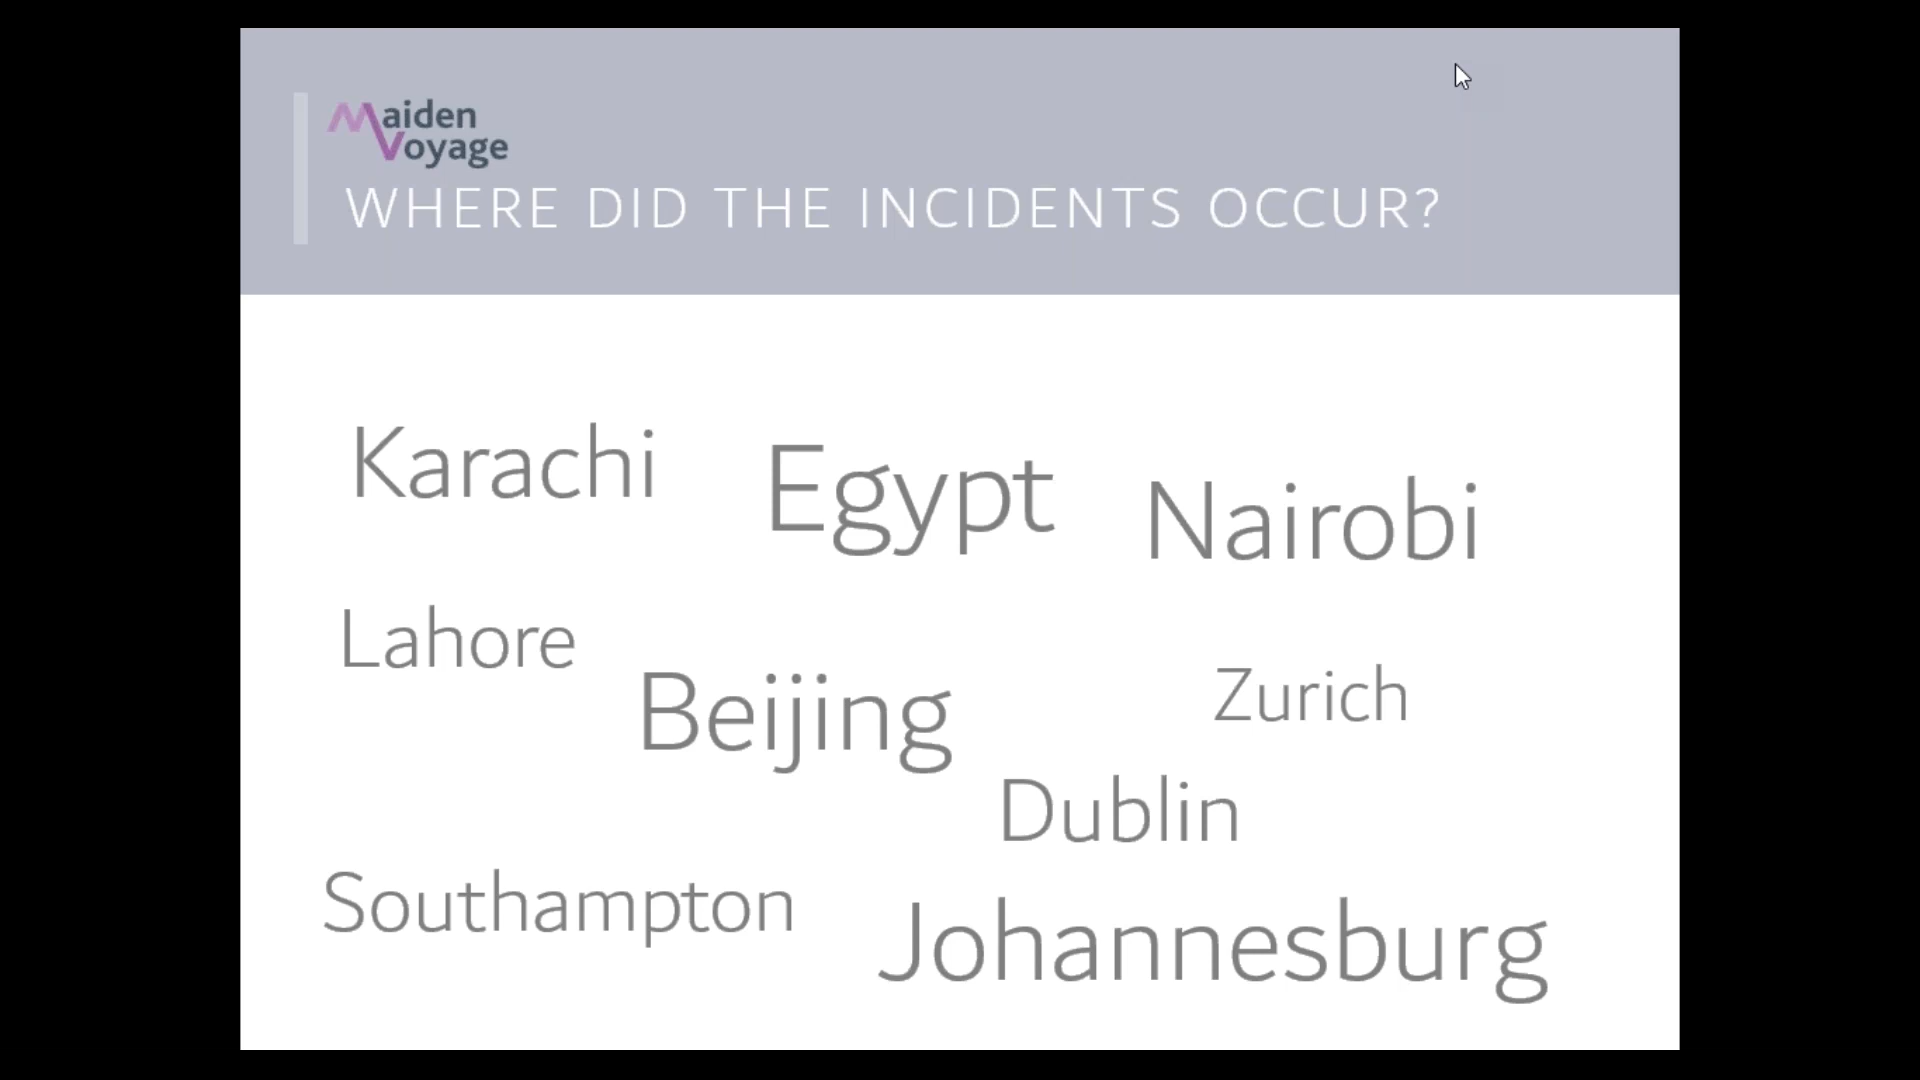 Maiden
Voyage
WHERE DID THE INCIDENTS OCCUR?
Karachi
Egypt
Nairobi
Lahore
Beijing
Zurich
Dublin
Southampton
Johannesburg